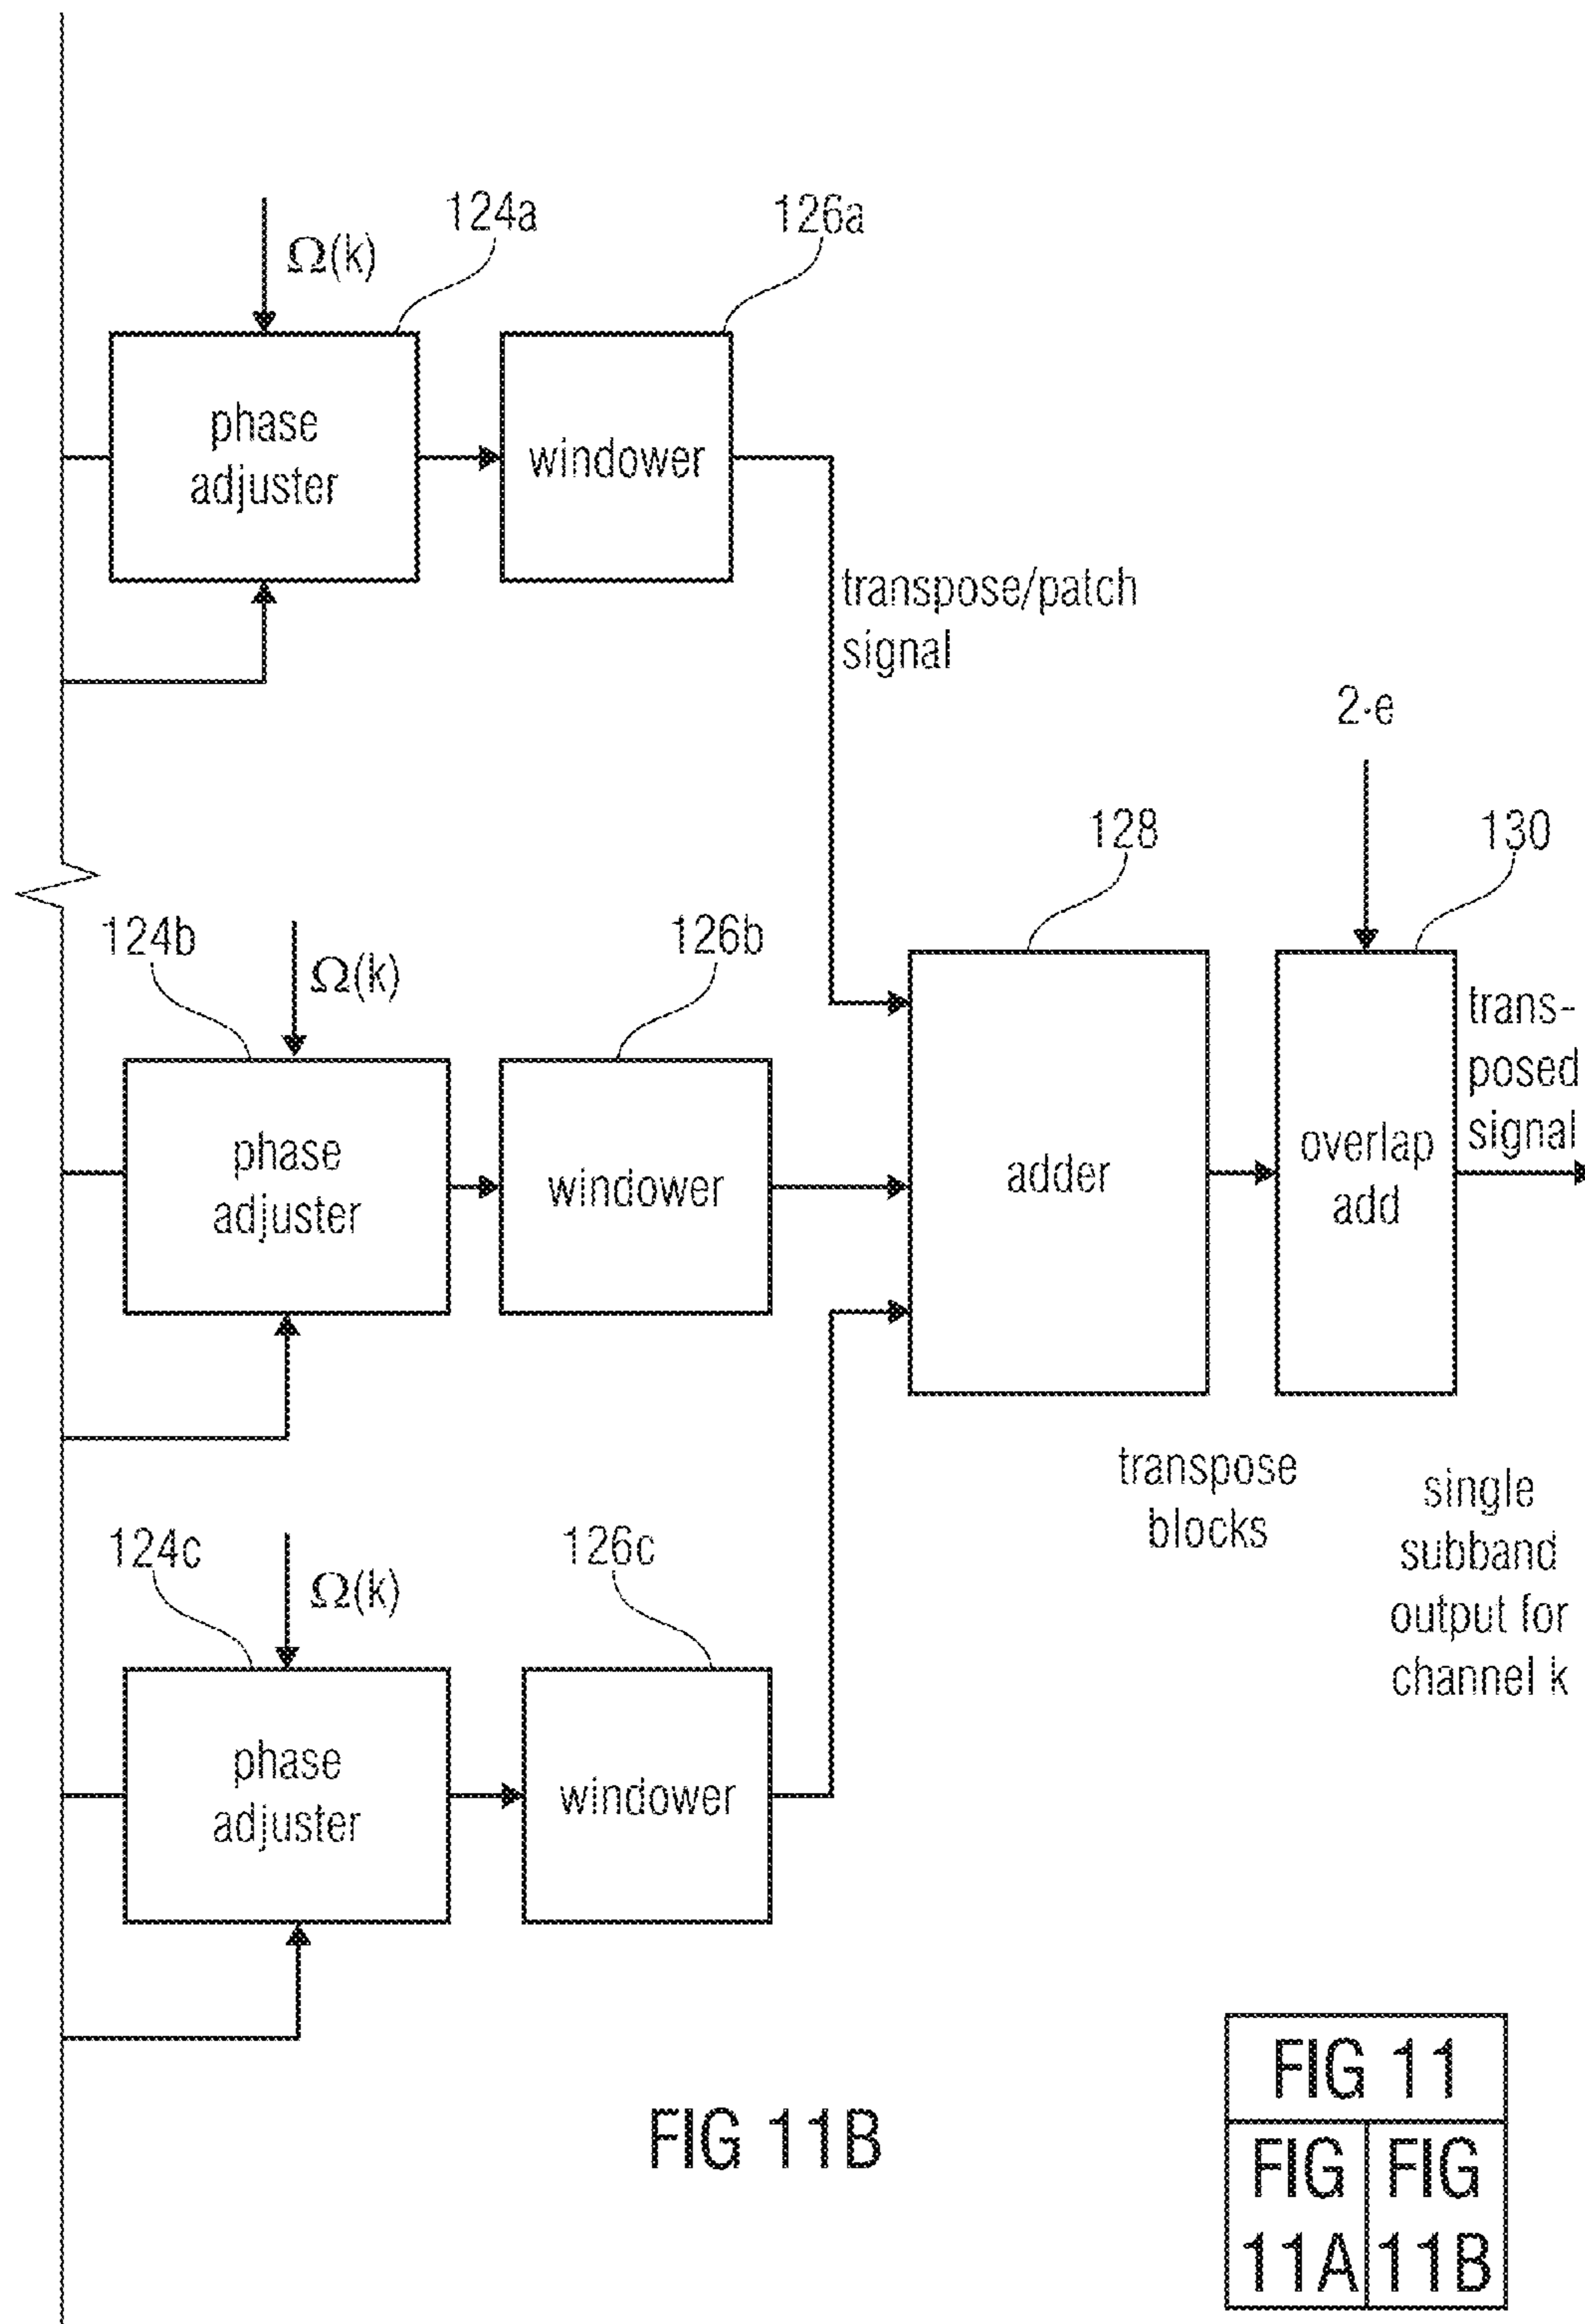 124a
126a
Ω(k)
phase
adjuster
windower
transpose/patch
signal
2·e
128
130
124b
126b
Ω(k)
trans-
posed
signal
phase
adjuster
windower
adder
overlap
add
transpose
blocks
single
subband
output for
channel k
124c
126c
Ω(k)
phase
adjuster
windower
FIG 11B
FIG 11
FIG
11A
FIG
11B